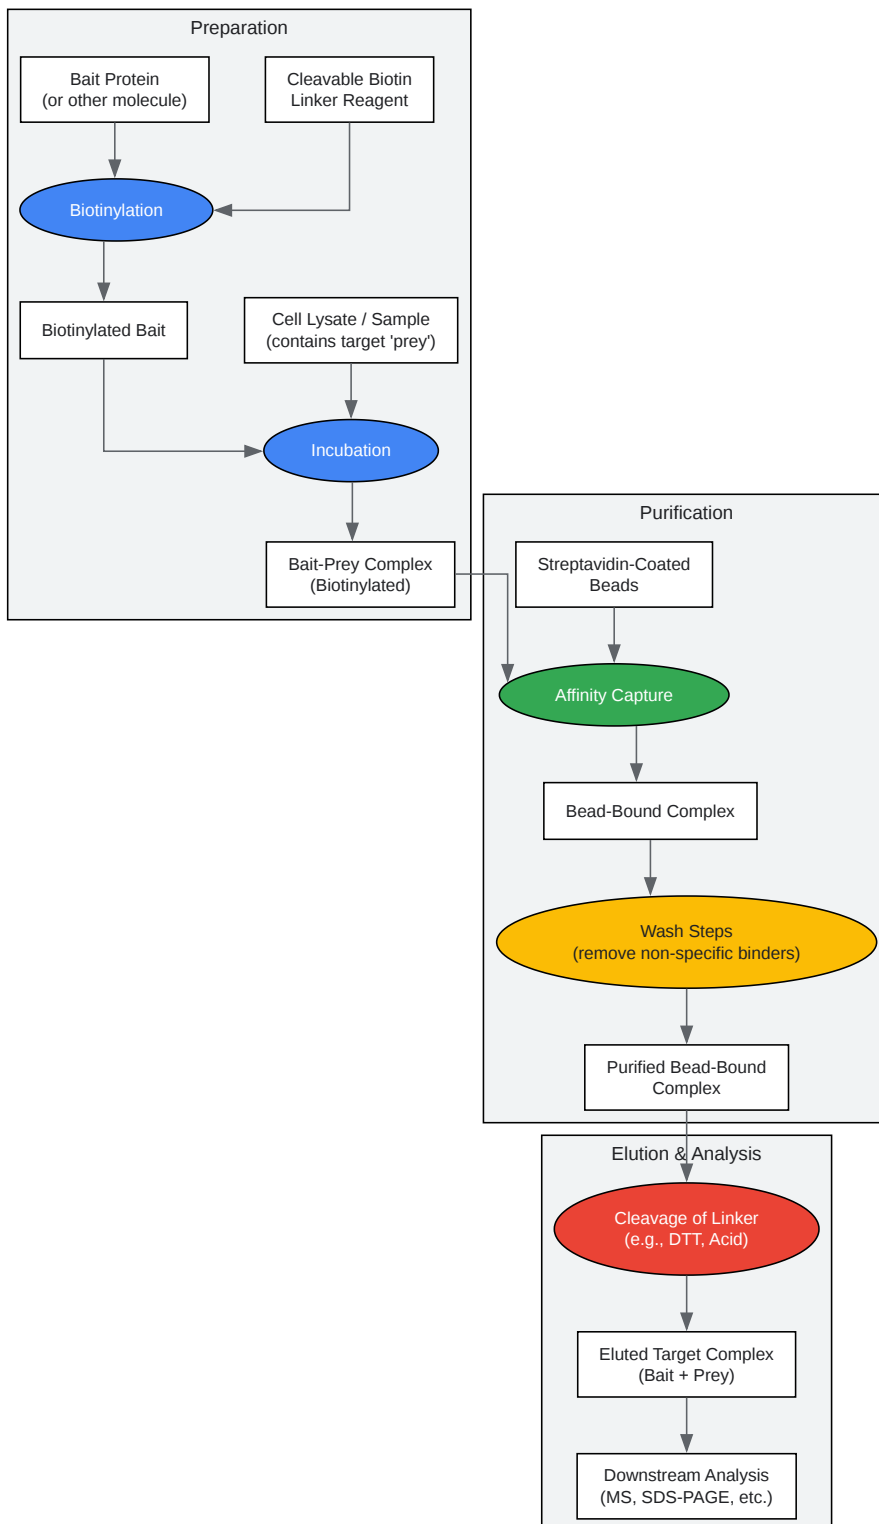 Preparation
Bait Protein
(or other molecule)
Cleavable Biotin
Linker Reagent
Biotinylation
Biotinylated Bait
Cell Lysate / Sample
(contains target 'prey')
Incubation
Bait-Prey Complex
(Biotinylated)
Purification
Streptavidin-Coated
Beads
Affinity Capture
Bead-Bound Complex
Wash Steps
(remove non-specific binders)
Purified Bead-Bound
Complex
Elution & Analysis
Cleavage of Linker
(e.g., DTT, Acid)
Eluted Target Complex
(Bait + Prey)
Downstream Analysis
(MS, SDS-PAGE, etc.)